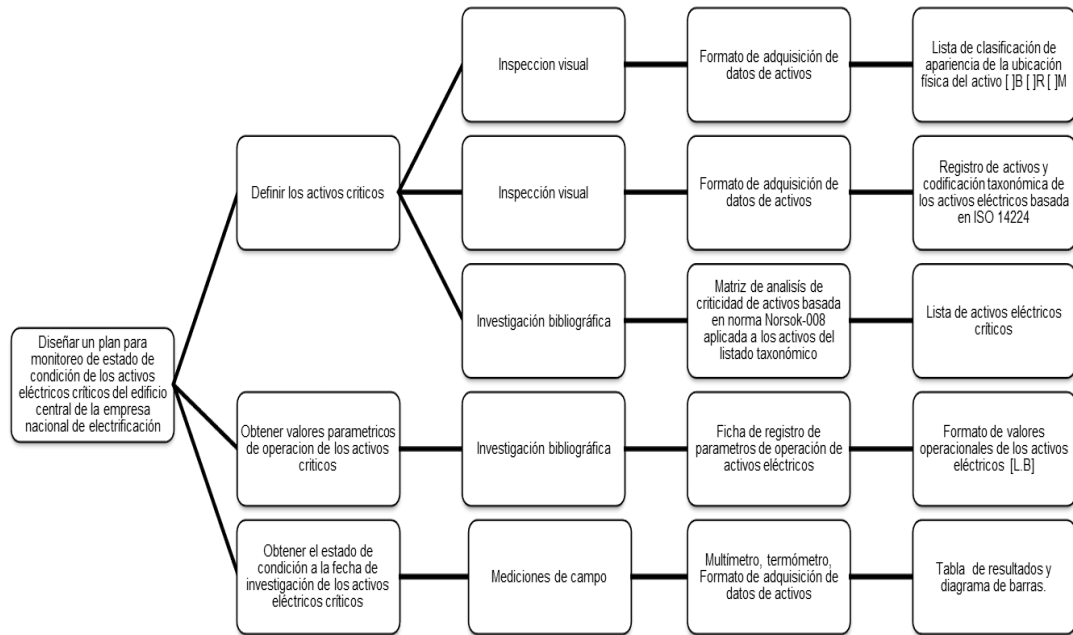 Diseñar un plan para
monitoreo de estado de
condición de los activos
eléctricos críticos del edificio
central de la empresa
nacional de electrificación
Definir los activos criticos
Inspeccion visual
Formato de adquisición de
datos de activos
Lista de clasificación de
apariencia de la ubicación
física del activo [ ]B [ ]R [ ]M
Inspección visual
Formato de adquisición de
datos de activos
Registro de activos y
codificación taxonómica de
los activos eléctricos basada
en ISO 14224
Investigación bibliográfica
Matriz de analisís de
criticidad de activos basada
en norma Norsok-008
aplicada a los activos del
listado taxonómico
Lista de activos eléctricos
críticos
Obtener valores parametricos
de operacion de los activos
criticos
Investigación bibliográfica
Ficha de registro de
parametros de operación de
activos eléctricos
Formato de valores
operacionales de los activos
eléctricos [L.B]
Obtener el estado de
condición a la fecha de
investigación de los activos
eléctricos críticos
Mediciones de campo
Multímetro, termómetro,
Formato de adquisición de
datos de activos
Tabla de resultados y
diagrama de barras.